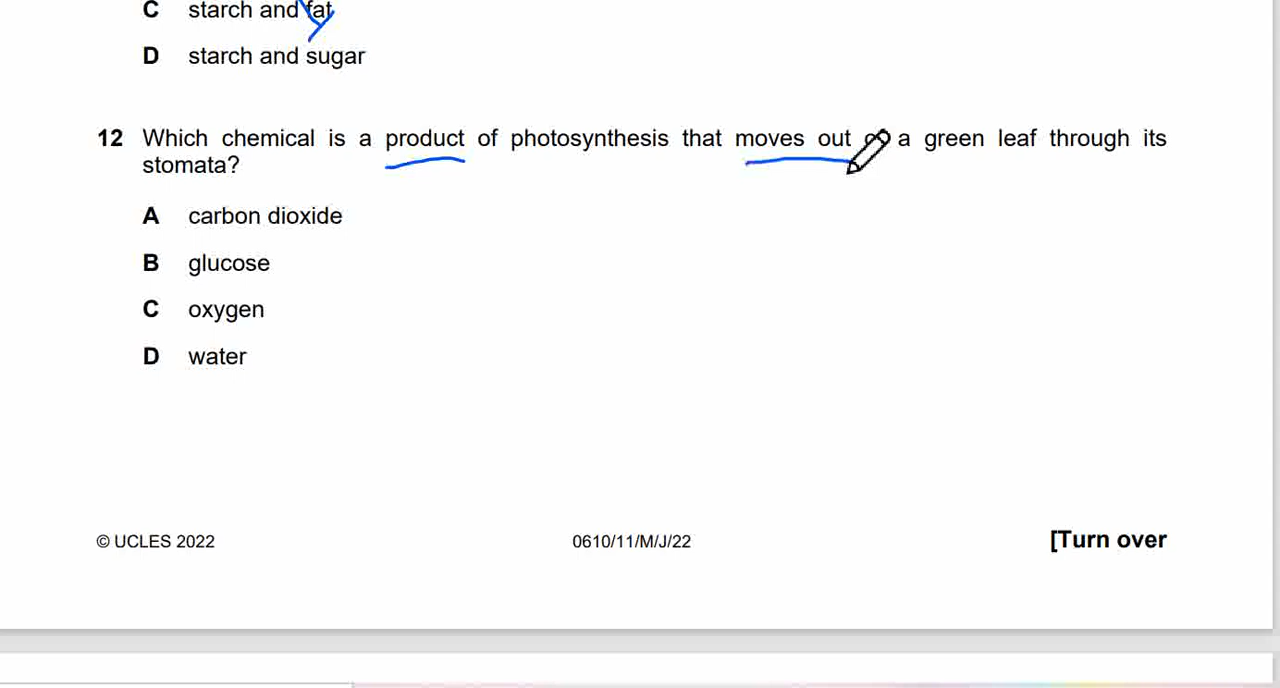 C starch and fat
D starch and sugar
12 Which chemical is a product of photosynthesis that moves out a green leaf through its
stomata?
A carbon dioxide
B glucose
C oxygen
D water
© UCLES 2022 0610/11/M/J/22 [Turn over